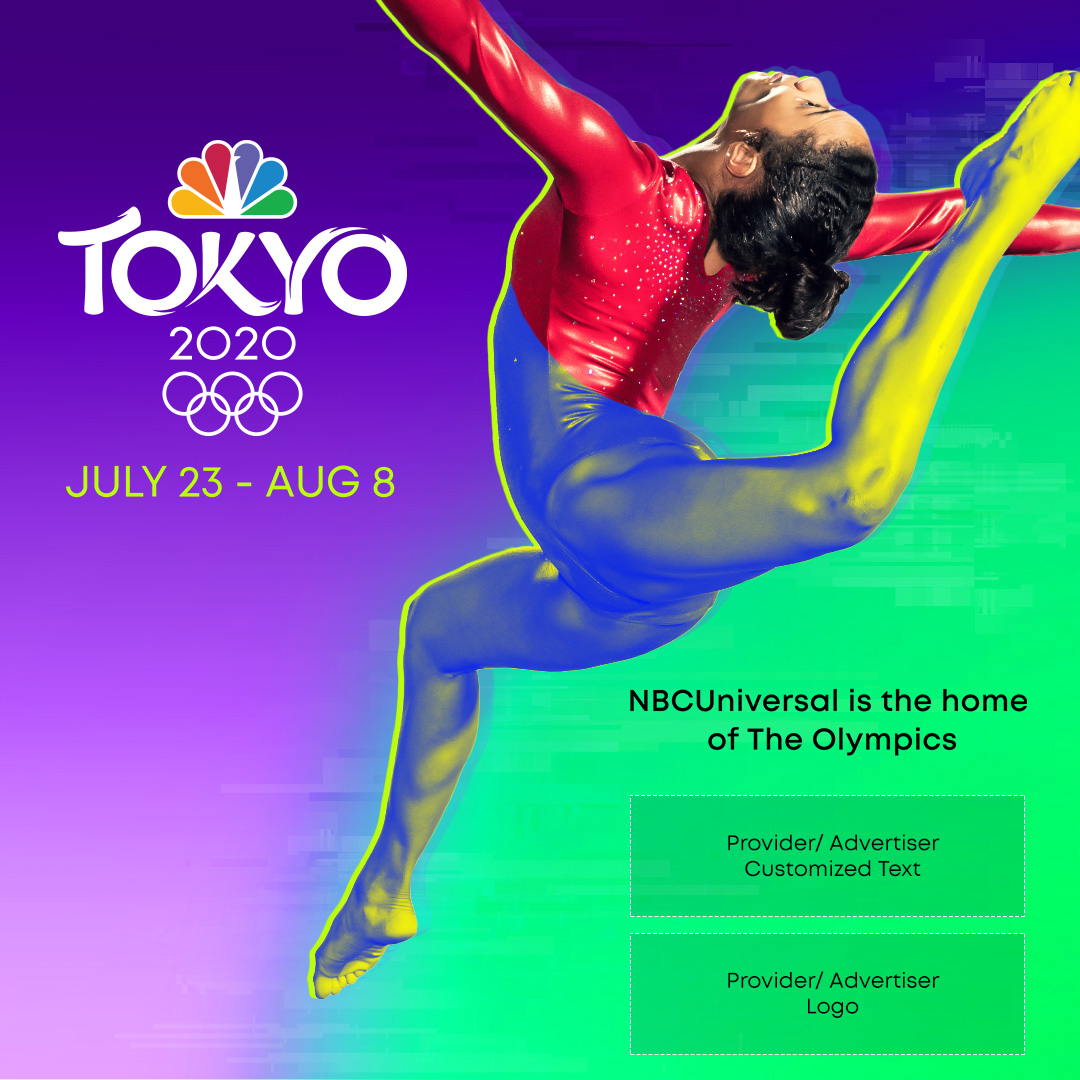 TOKYO
2020
JULY 23 - AUG 8
NBCUniversal is the home
of The Olympics
Provider/ Advertiser
Customized Text
Provider/ Advertiser
Logo